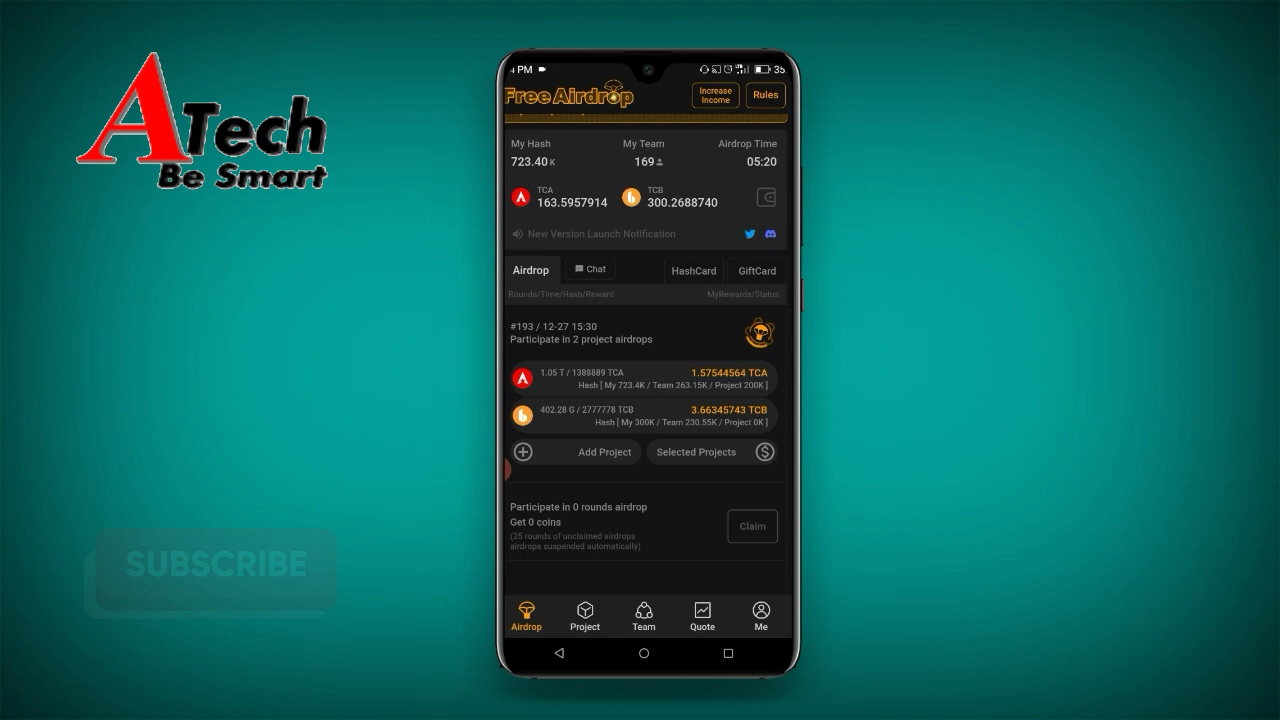 ATech
Be Smart
PM
35
Free Airdrop
Increase
Income
Rules
My Hash
My Team
Airdrop Time
723.40 K
169
05:20
TCA
163.5957914
TCB
300.2688740
New Version Launch Notification
Airdrop
Chat
HashCard
GiftCard
Rounds/Time/Hash/Reward
MyRewards/Status
#193 / 12-27 15:30
Participate in 2 project airdrops
1.05 T / 1388889 TCA
1.57544564 TCA
Hash [ My 723.4K / Team 263.15K / Project 200K ]
402.28 G / 2777778 TCB
3.66345743 TCB
Hash [ My 300K / Team 230.55K / Project 0K ]
Add Project
Selected Projects
Participate in 0 rounds airdrop
Get 0 coins
(25 rounds of unclaimed airdrops
airdrops suspended automatically)
Claim
SUBSCRIBE
Airdrop
Project
Team
Quote
Me